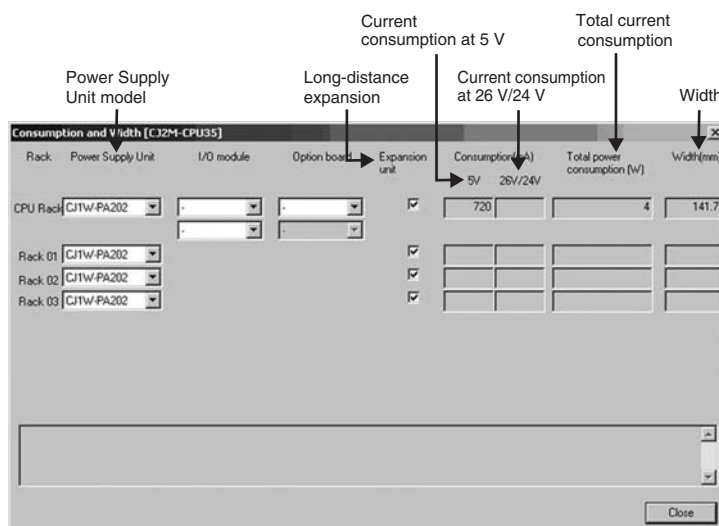 Current
consumption at 5 V
Total current
consumption
Power Supply
Unit model
Long-distance
expansion
Current consumption
at 26 V/24 V
Width
Consumption and Width [CJ2M-CPU35]
Rack Power Supply Unit I/O module Option board Expansion unit Consumption(mA) Total power consumption (W) Width(mm)
5V 26V/24V
CPU Rack CJ1W-PA202 - - 720 4 141.7
-  -
Rack 01 CJ1W-PA202
Rack 02 CJ1W-PA202
Rack 03 CJ1W-PA202
Close